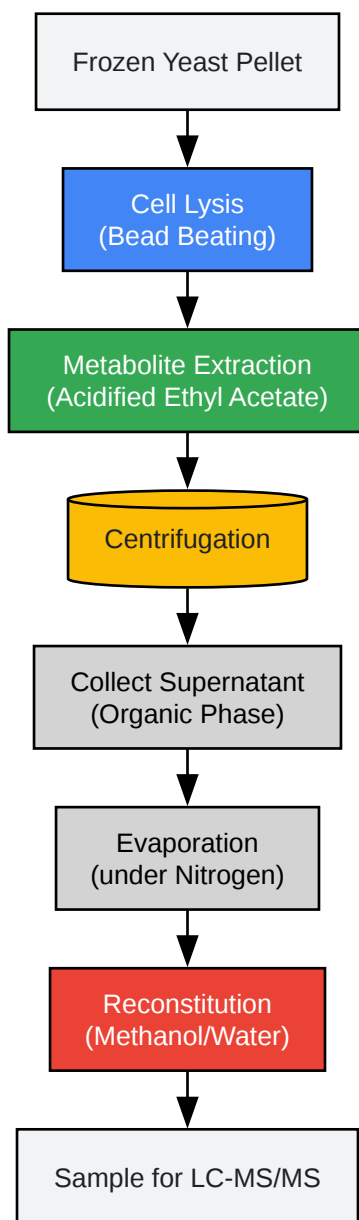 Frozen Yeast Pellet
Cell Lysis
(Bead Beating)
Metabolite Extraction
(Acidified Ethyl Acetate)
Centrifugation
Collect Supernatant
(Organic Phase)
Evaporation
(under Nitrogen)
Reconstitution
(Methanol/Water)
Sample for LC-MS/MS